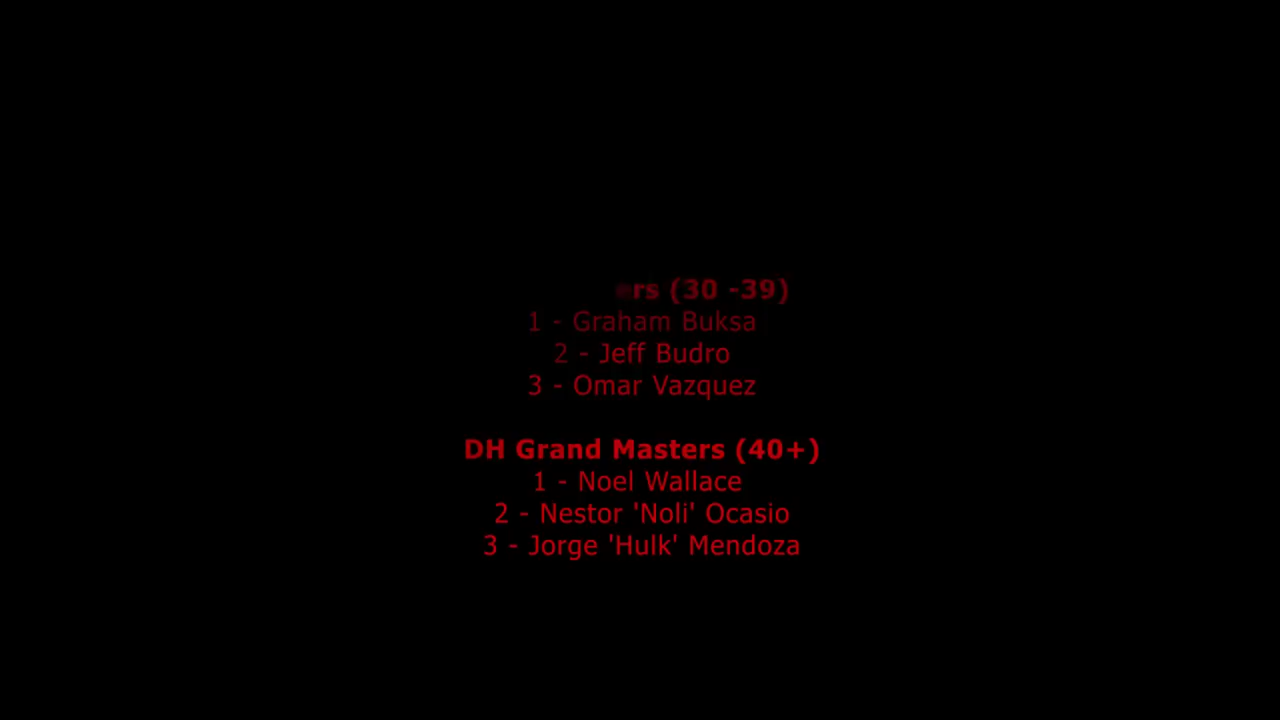 (30 -39)
1 - Graham Buksa
2 - Jeff Budro
3 - Omar Vazquez
DH Grand Masters (40+)
1 - Noel Wallace
2 - Nestor 'Noli' Ocasio
3 - Jorge 'Hulk' Mendoza